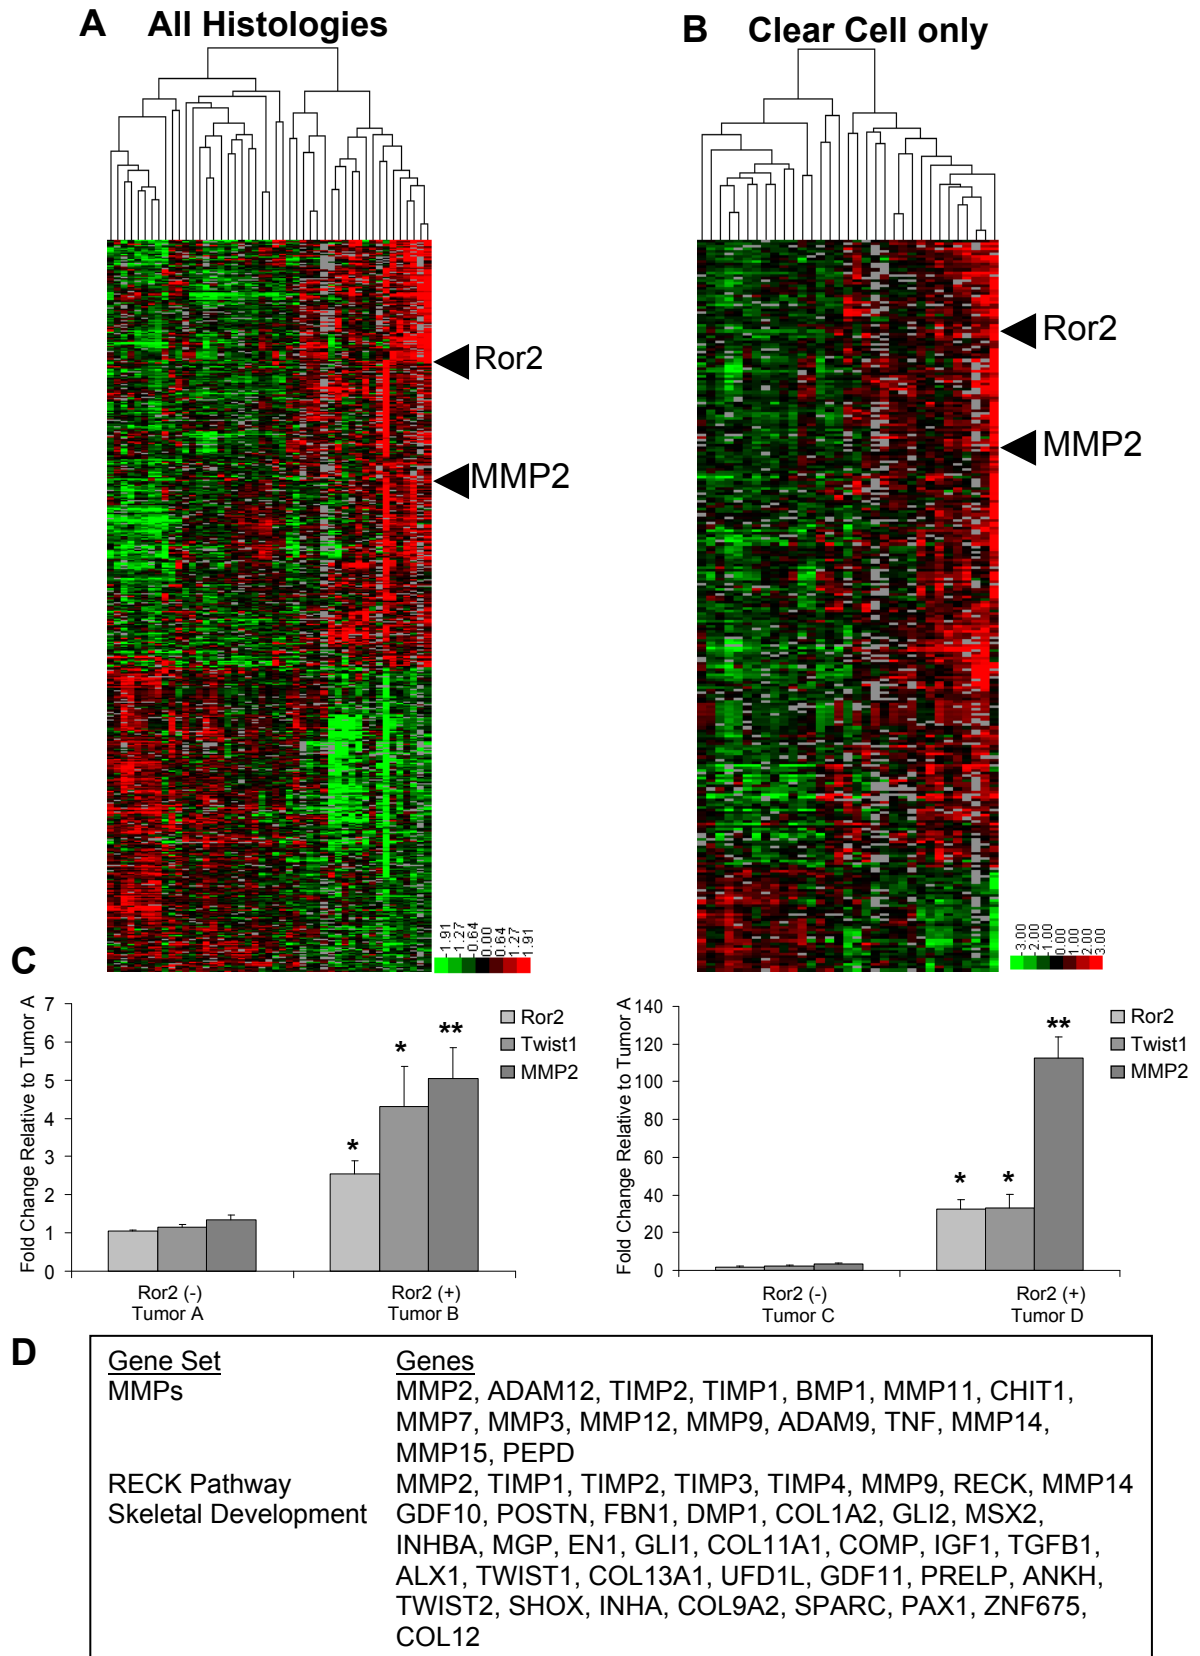 A All Histologies
B Clear Cell only
Ror2
MMP2
Ror2
MMP2
-1.91
-1.27
-0.64
0.00
0.64
1.27
1.91
-3.00
-2.00
-1.00
0.00
1.00
2.00
3.00
C
Fold Change Relative to Tumor A
7
6
5
4
3
2
1
0
*
*
**
Ror2
Twist1
MMP2
Ror2 (-)
Tumor A
Ror2 (+)
Tumor B
Fold Change Relative to Tumor A
140
120
100
80
60
40
20
0
*
*
**
Ror2
Twist1
MMP2
Ror2 (-)
Tumor C
Ror2 (+)
Tumor D
D
Gene Set Genes
MMPs MMP2, ADAM12, TIMP2, TIMP1, BMP1, MMP11, CHIT1,
MMP7, MMP3, MMP12, MMP9, ADAM9, TNF, MMP14,
MMP15, PEPD
RECK Pathway MMP2, TIMP1, TIMP2, TIMP3, TIMP4, MMP9, RECK, MMP14
Skeletal Development GDF10, POSTN, FBN1, DMP1, COL1A2, GLI2, MSX2,
INHBA, MGP, EN1, GLI1, COL11A1, COMP, IGF1, TGFB1,
ALX1, TWIST1, COL13A1, UFD1L, GDF11, PRELP, ANKH,
TWIST2, SHOX, INHA, COL9A2, SPARC, PAX1, ZNF675,
COL12